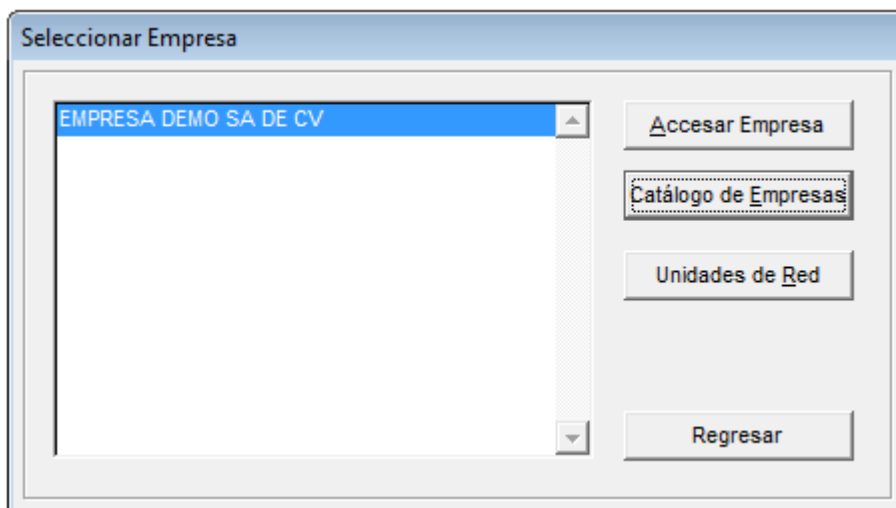 Seleccionar Empresa
EMPRESA DEMO SA DE CV
Accesar Empresa
Catálogo de Empresas
Unidades de Red
Regresar